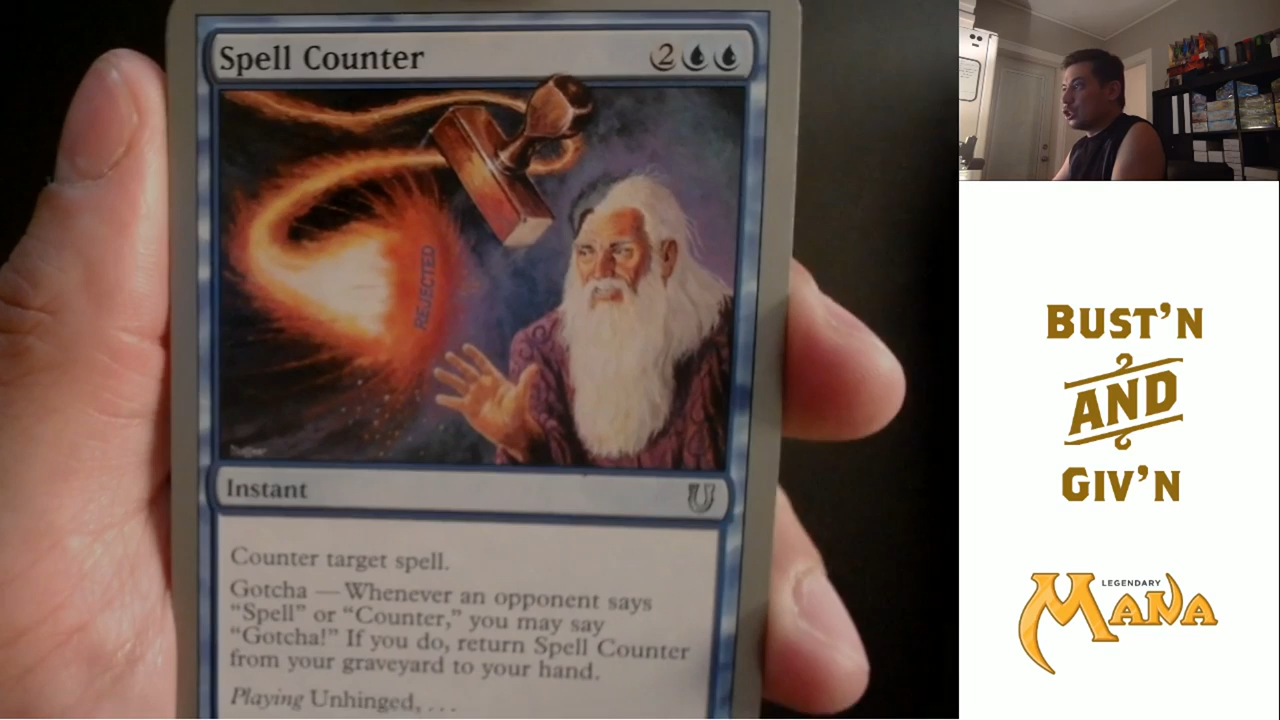 Spell Counter
2
REJECTED
Instant
Counter target spell.
Gotcha — Whenever an opponent says
“Spell” or “Counter,” you may say
“Gotcha!” If you do, return Spell Counter
from your graveyard to your hand.
Playing Unhinged, . . .
BUST’N
AND
GIV’N
LEGENDARY
MANA